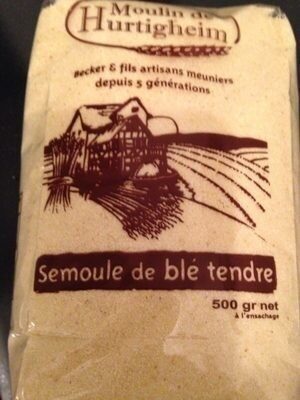 Moulin de
Hurtigheim
Becker & fils artisans meuniers
depuis 5 générations
Semoule de blé tendre
500 gr net
à l'ensachage